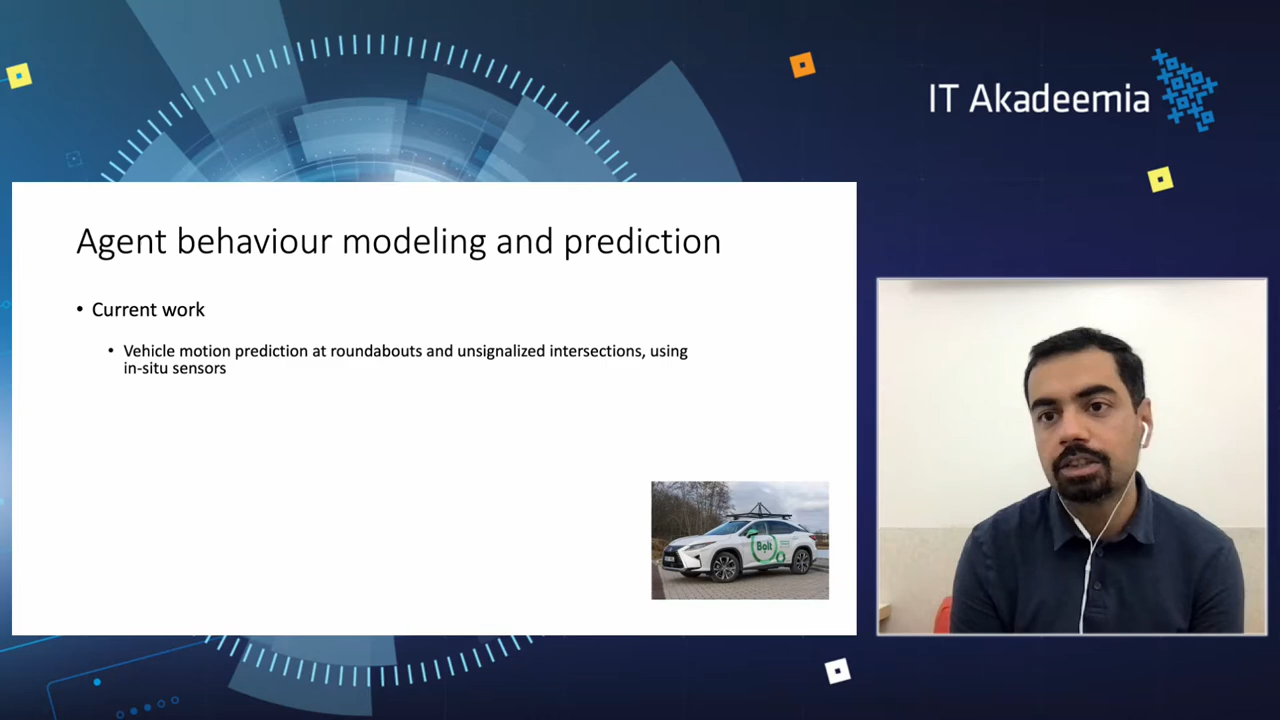 IT Akadeemia
Agent behaviour modeling and prediction
• Current work
• Vehicle motion prediction at roundabouts and unsignalized intersections, using
in-situ sensors
Bolt